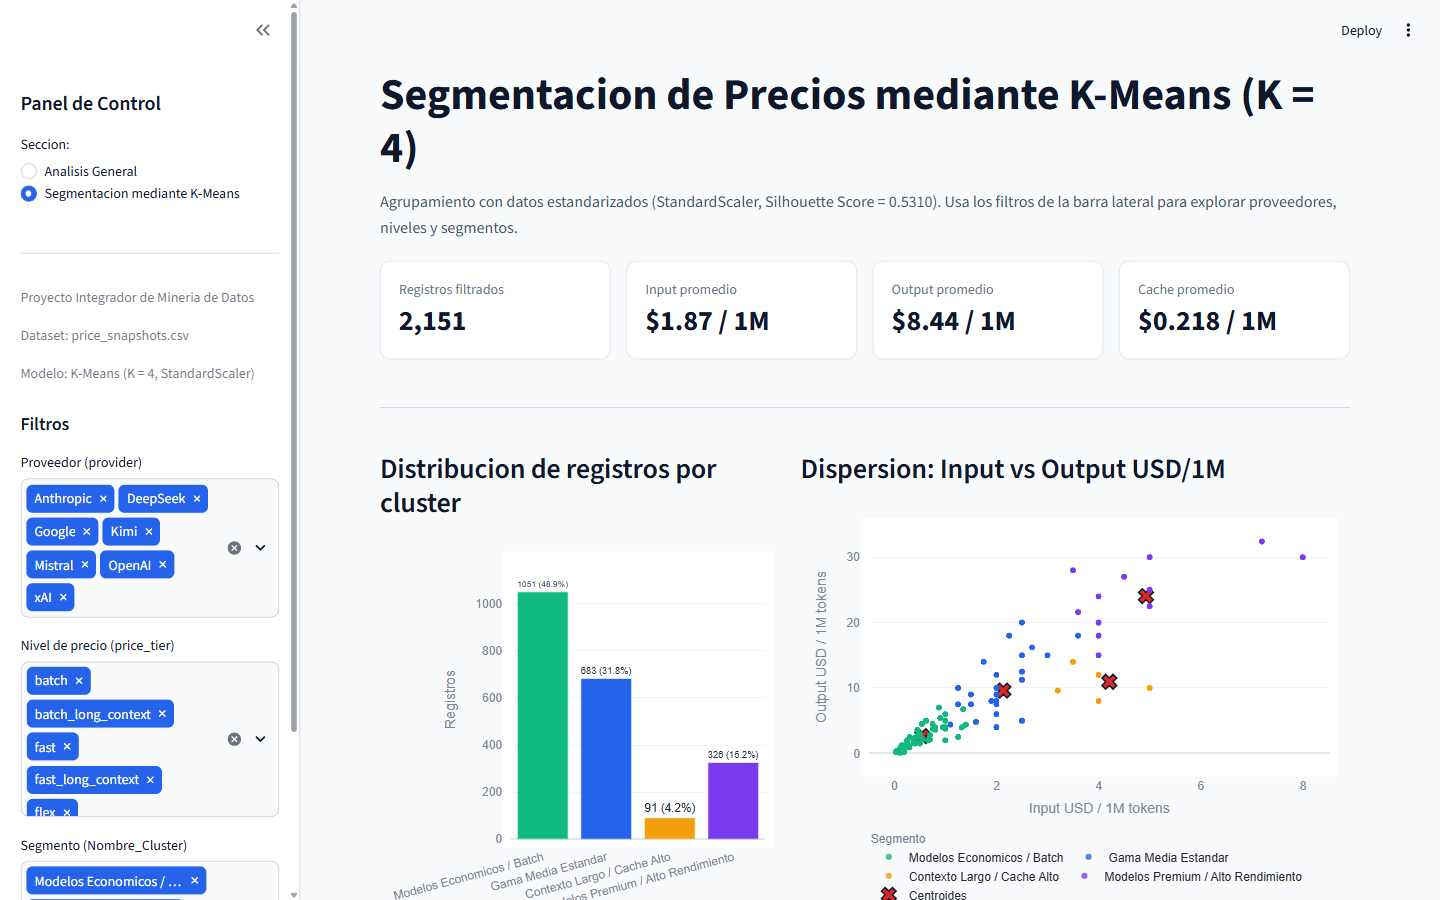 Deploy
Panel de Control
Seccion:
Analisis General
Segmentacion mediante K-Means
Proyecto Integrador de Mineria de Datos
Dataset: price_snapshots.csv
Modelo: K-Means (K = 4, StandardScaler)
Filtros
Proveedor (provider)
Anthropic × DeepSeek ×
Google × Kimi ×
Mistral × OpenAI ×
xAI ×
Nivel de precio (price_tier)
batch ×
batch_long_context ×
fast ×
fast_long_context ×
flex ×
Segmento (Nombre_Cluster)
Modelos Economicos / ... ×
Segmentacion de Precios mediante K-Means (K =
4)
Agrupamiento con datos estandarizados (StandardScaler, Silhouette Score = 0.5310). Usa los filtros de la barra lateral para explorar proveedores,
niveles y segmentos.
Registros filtrados
2,151
Input promedio
$1.87 / 1M
Output promedio
$8.44 / 1M
Cache promedio
$0.218 / 1M
Distribucion de registros por
cluster
Registros
1000
800
600
400
200
0
1051 (48.9%)
683 (31.8%)
91 (4.2%)
326 (15.2%)
Modelos Economicos / Batch
Gama Media Estandar
Contexto Largo / Cache Alto
Premium / Alto Rendimiento
Dispersion: Input vs Output USD/1M
Output USD / 1M tokens
30
20
10
0
0 2 4 6 8
Input USD / 1M tokens
Segmento
Modelos Economicos / Batch Gama Media Estandar
Contexto Largo / Cache Alto Modelos Premium / Alto Rendimiento
Centroides